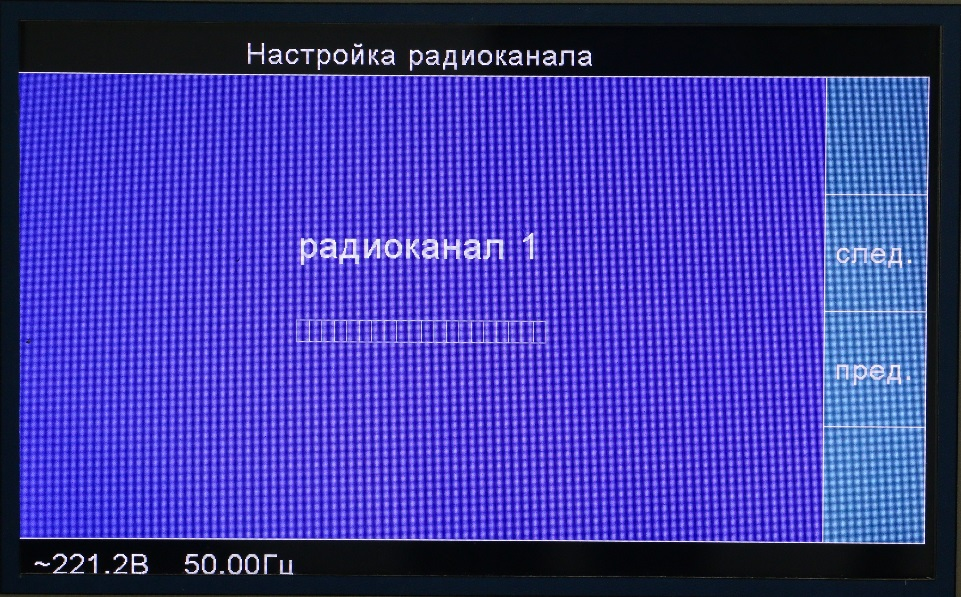 Настройка радиоканала
радиоканал 1
след.
пред.
~221.2В 50.00Гц